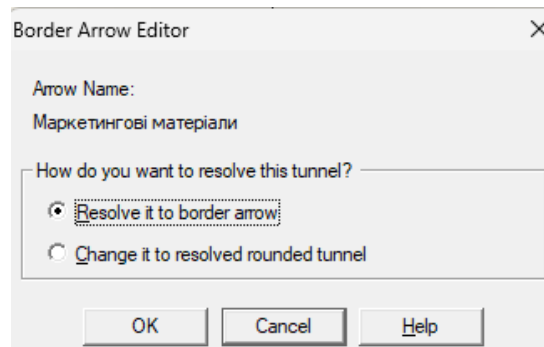 Border Arrow Editor
Arrow Name:
Маркетингові матеріали
How do you want to resolve this tunnel?
Resolve it to border arrow
Change it to resolved rounded tunnel
OK Cancel Help